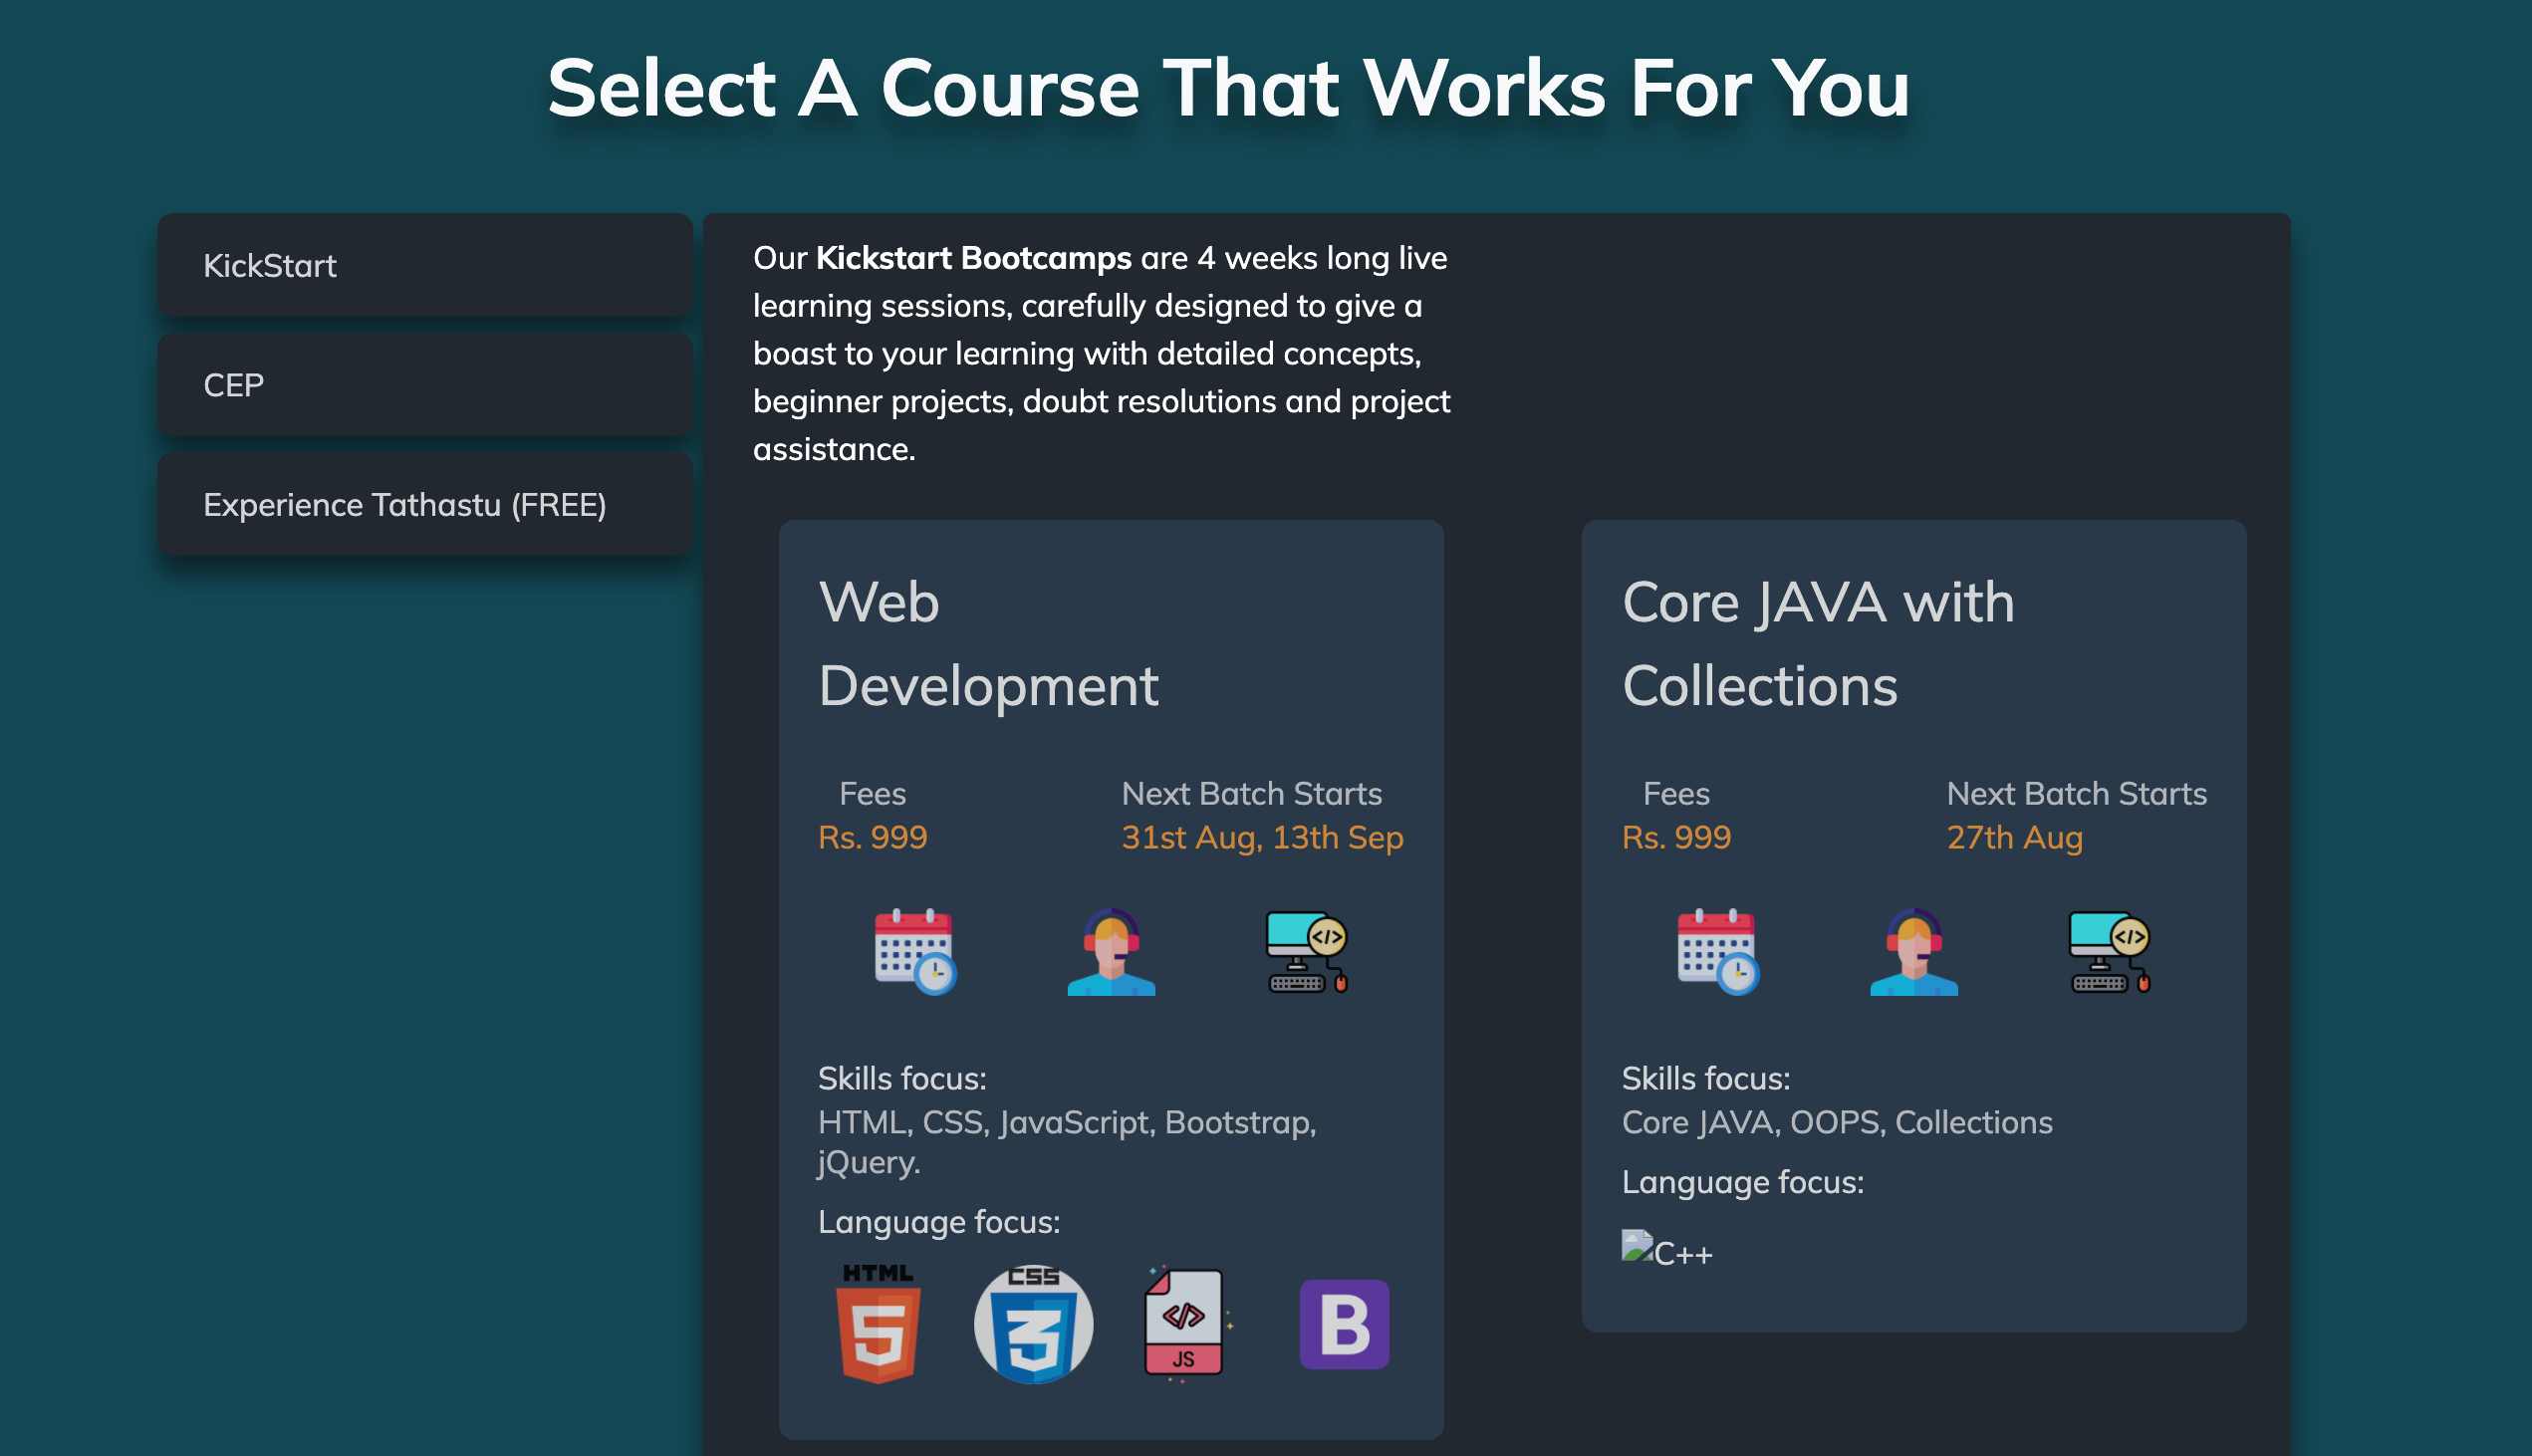 Select A Course That Works For You
KickStart
CEP
Experience Tathastu (FREE)
Our Kickstart Bootcamps are 4 weeks long live
learning sessions, carefully designed to give a
boast to your learning with detailed concepts,
beginner projects, doubt resolutions and project
assistance.
Web
Development
Fees
Rs. 999
Next Batch Starts
31st Aug, 13th Sep
Skills focus:
HTML, CSS, JavaScript, Bootstrap,
jQuery.
Language focus:
HTML
5
CSS
3
JS
B
Core JAVA with
Collections
Fees
Rs. 999
Next Batch Starts
27th Aug
Skills focus:
Core JAVA, OOPS, Collections
Language focus:
C++